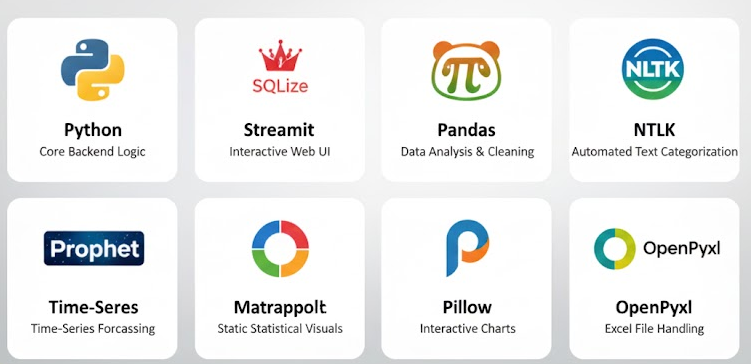 SQLize
NLTK
Python
Streamit
Pandas
NTLK
Core Backend Logic
Interactive Web UI
Data Analysis & Cleaning
Automated Text Categorization
Prophet
OpenPyxl
Time-Seres
Matrappolt
Pillow
OpenPyxl
Time-Series Forcassing
Static Statistical Visuals
Interactive Charts
Excel File Handling